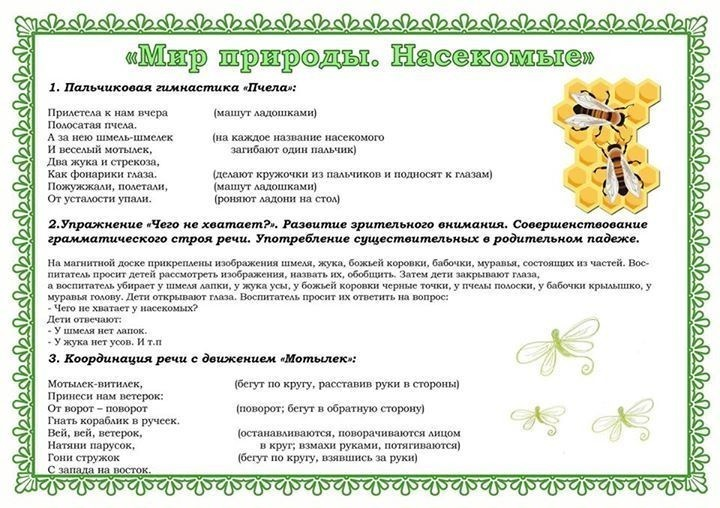 «Мир природы. Насекомые»
1. Пальчиковая гимнастика «Пчела»:
Прилетела к нам вчера (машут ладошками)
Полосатая пчела.
А за нею шмель-шмелек (на каждое название насекомого
И веселый мотылек, загибают один пальчик)
Два жука и стрекоза,
Как фонарики глаза. (делают кружочки из пальчиков и подносят к глазам)
Пожужжали, полетали, (машут ладошками)
От усталости упали. (роняют ладони на стол)
2.Упражнение «Чего не хватает?». Развитие зрительного внимания. Совершенствование
грамматического строя речи. Употребление существительных в родительном падеже.
На магнитной доске прикреплены изображения шмеля, жука, божьей коровки, бабочки, муравья, состоящих из частей. Вос-
питатель просит детей рассмотреть изображения, назвать их, обобщить. Затем дети закрывают глаза,
а воспитатель убирает у шмеля лапки, у жука усы, у божьей коровки черные точки, у пчелы полоски, у бабочки крылышко, у
муравья голову. Дети открывают глаза. Воспитатель просит их ответить на вопрос:
- Чего не хватает у насекомых?
Дети отвечают:
- У шмеля нет лапок.
- У жука нет усов. И т.п
3. Координация речи с движением «Мотылек»:
Мотылек-витилек, (бегут по кругу, расставив руки в стороны)
Принеси нам ветерок:
От ворот – поворот (поворот; бегут в обратную сторону)
Гнать кораблик в ручеек.
Вей, вей, ветерок, (останавливаются, поворачиваются лицом
Натяни парусок, в круг; взмахи руками, потягиваются)
Гони стружок (бегут по кругу, взявшись за руки)
С запада на восток.